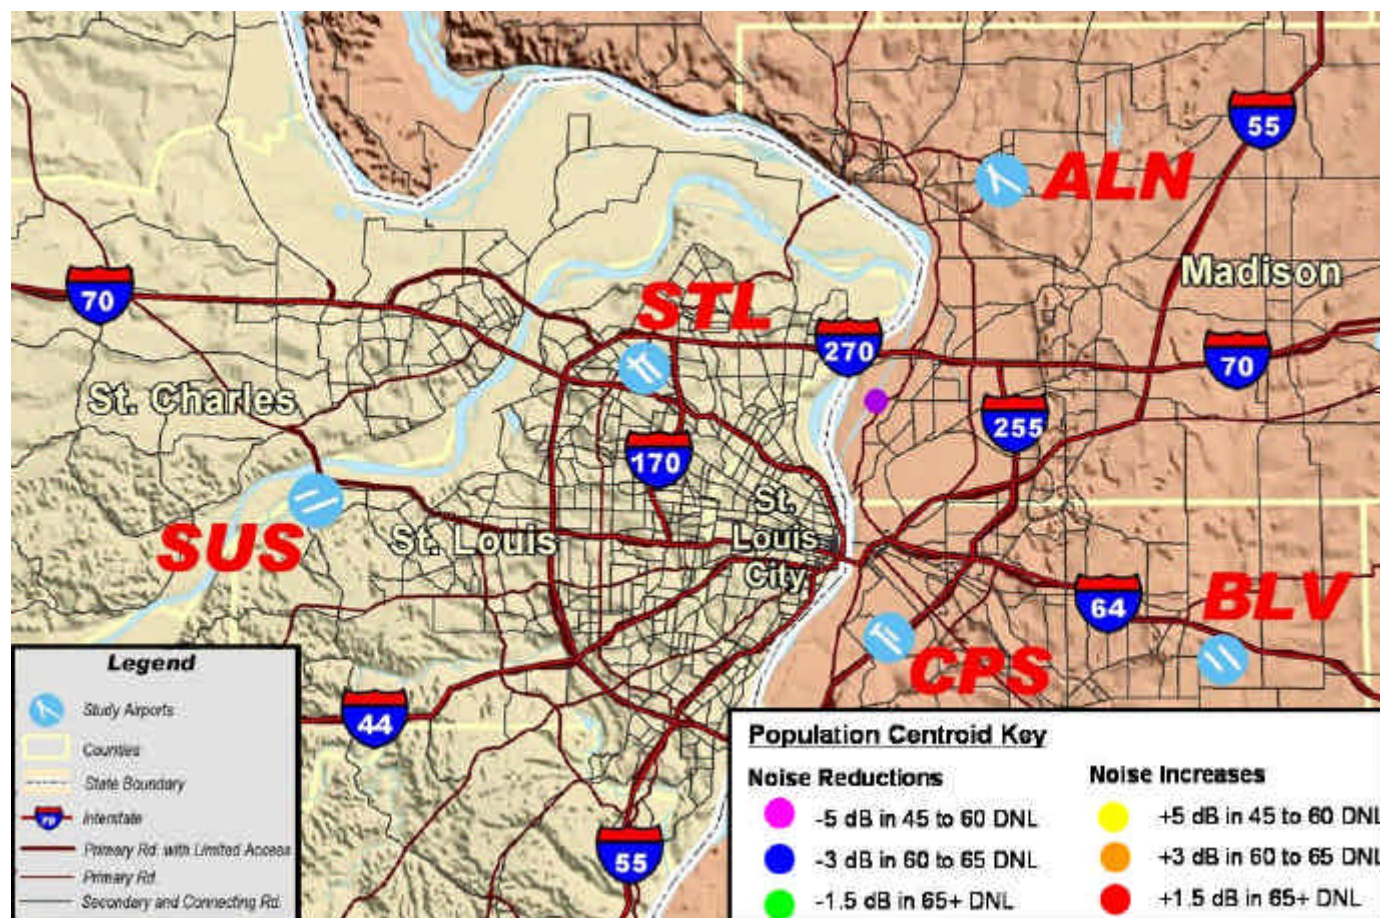 55
ALN
Madison
70
STL
270
70
St. Charles
255
170
SUS
St. Louis
St.
Louis
City
64
BLV
CPS
44
55
Legend
Study Airports
Counties
State Boundary
70
Interstate
Primary Rd. with Limited Access
Primary Rd.
Secondary and Connecting Rd.
Population Centroid Key
Noise Reductions
-5 dB in 45 to 60 DNL
-3 dB in 60 to 65 DNL
-1.5 dB in 65+ DNL
Noise Increases
+5 dB in 45 to 60 DNL
+3 dB in 60 to 65 DNL
+1.5 dB in 65+ DNL